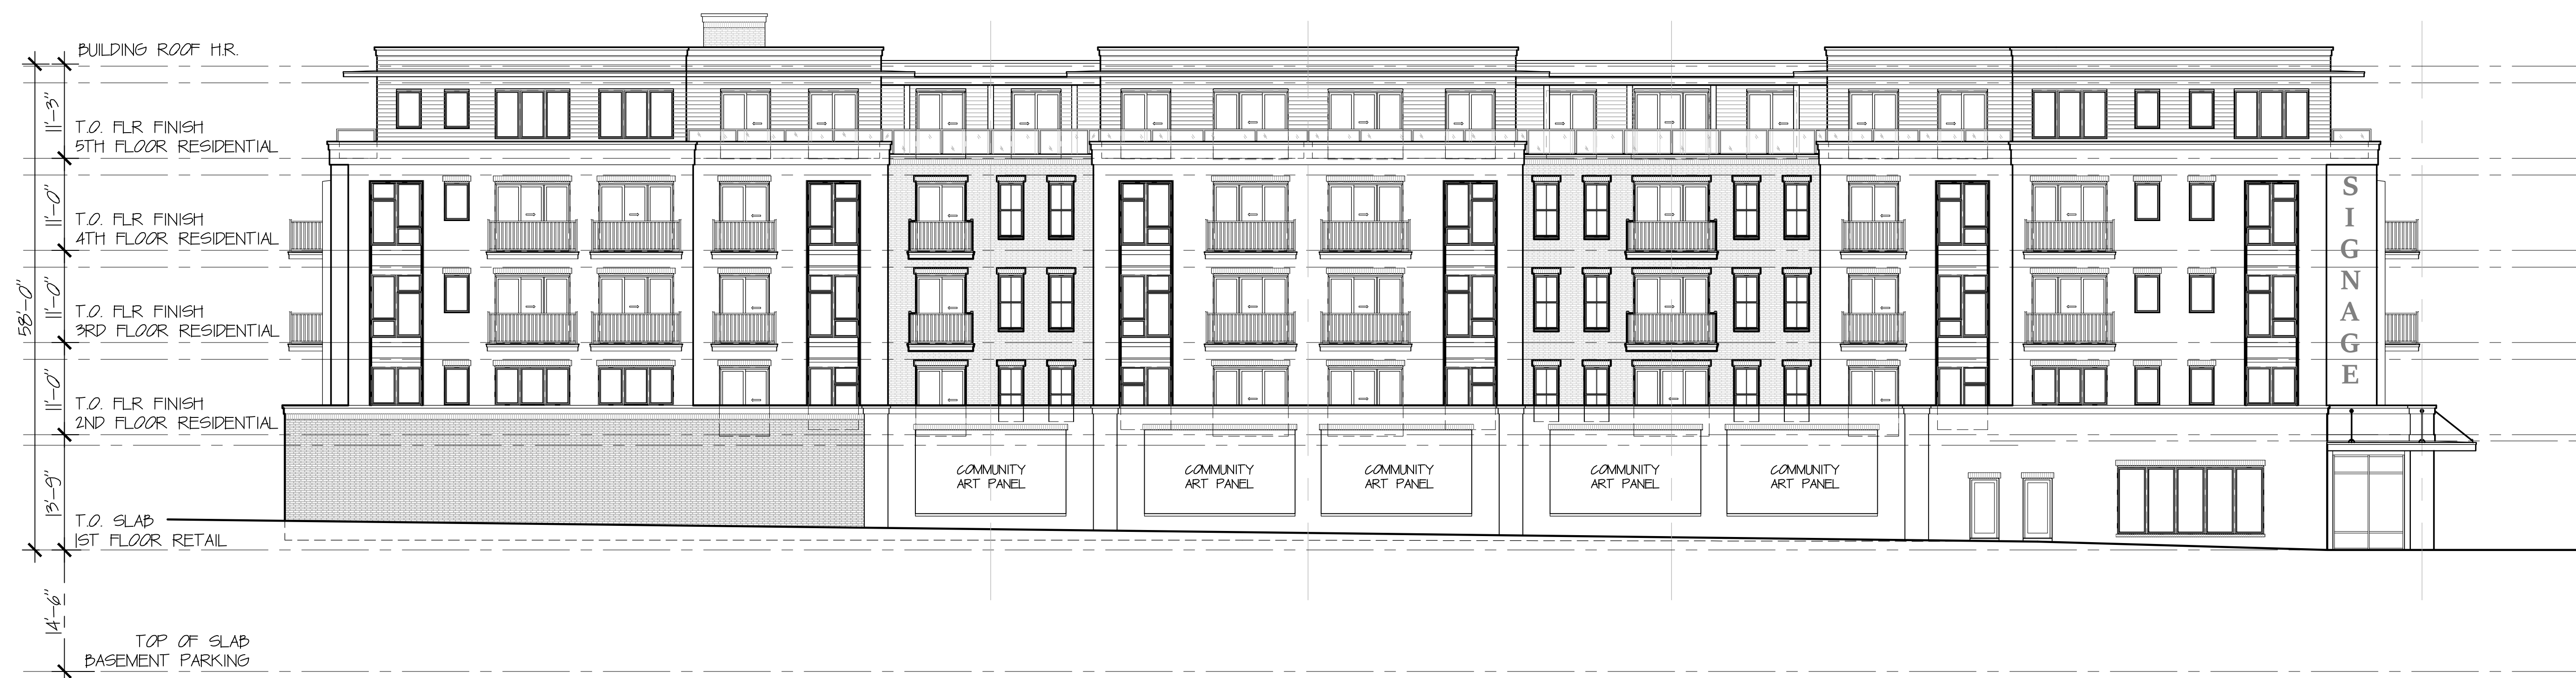 BUILDING ROOF H.R.
11'-3"
T.O. FLR FINISH
5TH FLOOR RESIDENTIAL
11'-0"
T.O. FLR FINISH
4TH FLOOR RESIDENTIAL
11'-0"
T.O. FLR FINISH
3RD FLOOR RESIDENTIAL
58'-0"
11'-0"
T.O. FLR FINISH
2ND FLOOR RESIDENTIAL
13'-9"
T.O. SLAB
1ST FLOOR RETAIL
14'-6"
TOP OF SLAB
BASEMENT PARKING
COMMUNITY
ART PANEL
COMMUNITY
ART PANEL
COMMUNITY
ART PANEL
COMMUNITY
ART PANEL
COMMUNITY
ART PANEL
SIGNAGE